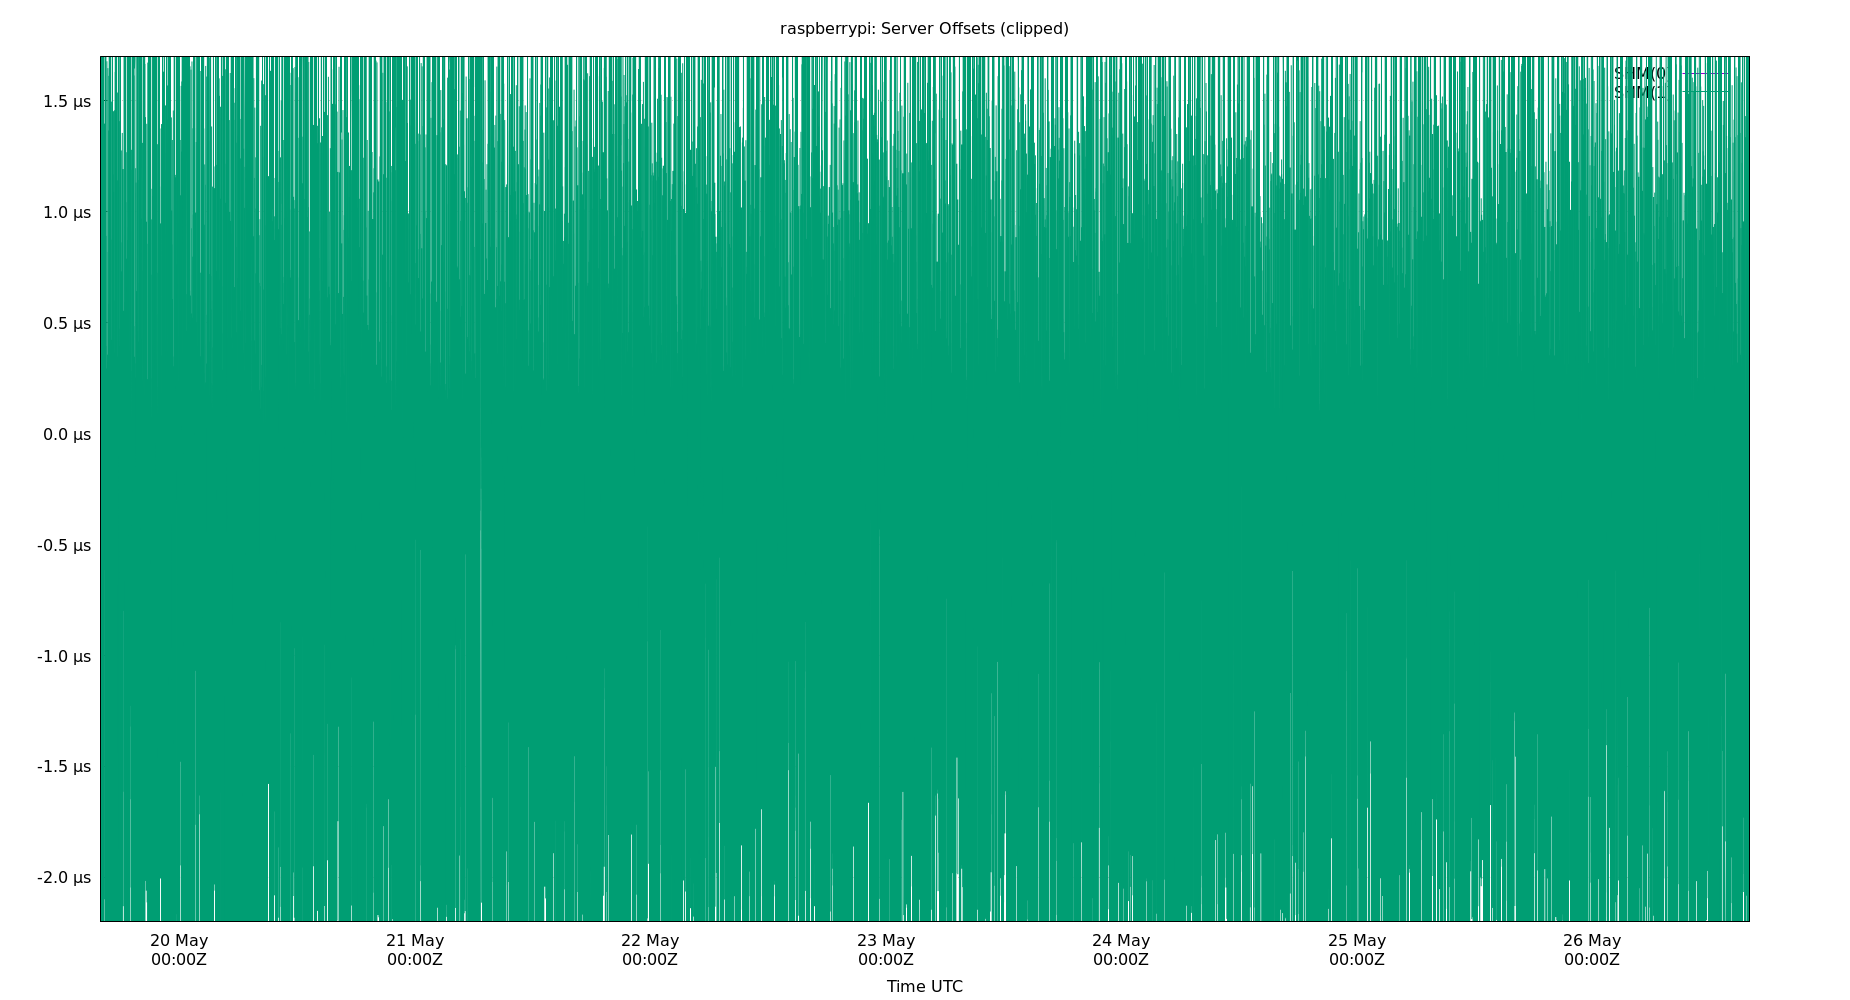 raspberrypi: Server Offsets (clipped)
1.5 µs
1.0 µs
0.5 µs
0.0 µs
-0.5 µs
-1.0 µs
-1.5 µs
-2.0 µs
20 May 21 May 22 May 23 May 24 May 25 May 26 May
00:00Z 00:00Z 00:00Z 00:00Z 00:00Z 00:00Z 00:00Z
Time UTC